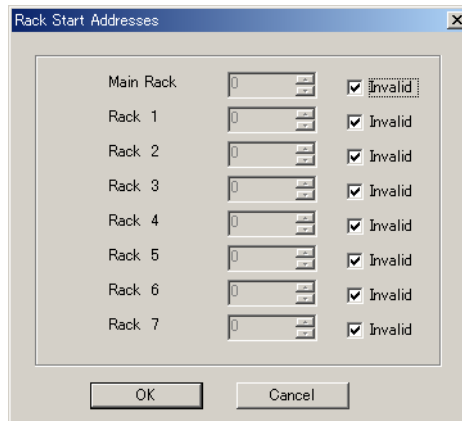 Rack Start Addresses
Main Rack 0 Invalid
Rack 1 0 Invalid
Rack 2 0 Invalid
Rack 3 0 Invalid
Rack 4 0 Invalid
Rack 5 0 Invalid
Rack 6 0 Invalid
Rack 7 0 Invalid
OK Cancel